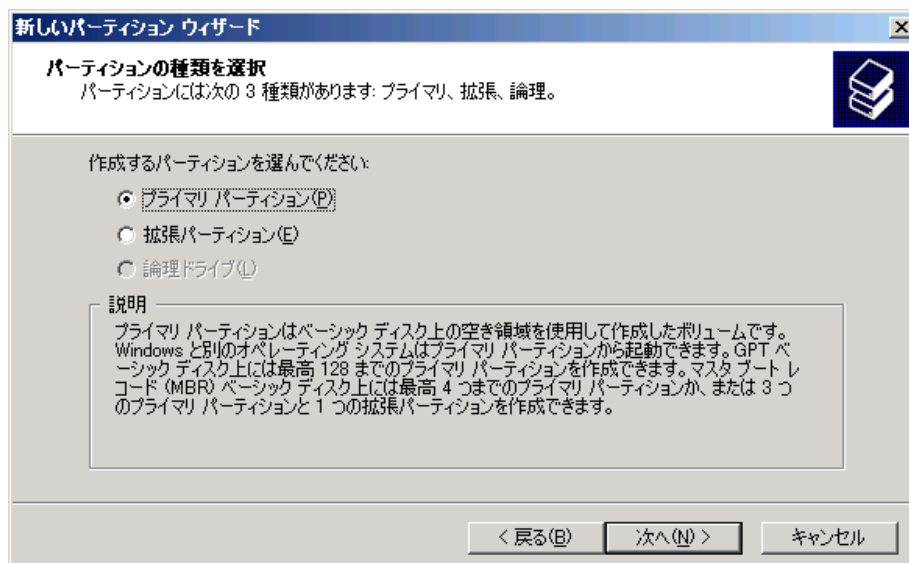 新しいパーティション ウィザード
パーティションの種類を選択
パーティションには次の 3 種類があります: プライマリ、拡張、論理。
作成するパーティションを選んでください:
プライマリ パーティション(P)
拡張パーティション(E)
論理ドライブ(L)
説明
プライマリ パーティションはベーシック ディスク上の空き領域を使用して作成したボリュームです。
Windows と別のオペレーティング システムはプライマリ パーティションから起動できます。GPT ベ
ーシック ディスク上には最高 128 までのプライマリ パーティションを作成できます。マスタ ブート レ
コード (MBR) ベーシック ディスク上には最高 4 つまでのプライマリ パーティションか、または 3 つ
のプライマリ パーティションと 1 つの拡張パーティションを作成できます。
< 戻る(B) 次へ(N) > キャンセル